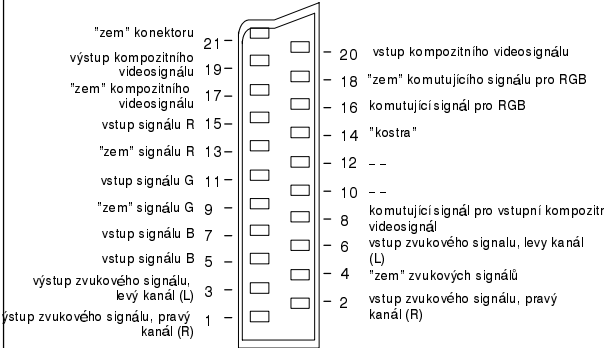 "zem" konektoru
21
výstup kompozitního
videosignálu
19
"zem" kompozitního
videosignálu
17
vstup signálu R 15
"zem" signálu R 13
vstup signálu G 11
"zem" signálu G 9
vstup signálu B 7
vstup signálu B 5
výstup zvukového signálu,
levý kanál (L)
3
výstup zvukového signálu, pravý
kanál (R)
1
20 vstup kompozitního videosignálu
18 "zem" komutujícího signálu pro RGB
16 komutující signál pro RGB
14 "kostra"
12 – –
10 – –
8
komutující signál pro vstupní kompozitr
videosignál
6
vstup zvukového signalu, levy kanál
(L)
4 "zem" zvukových signálů
2
vstup zvukového signálu, pravý
kanál (R)